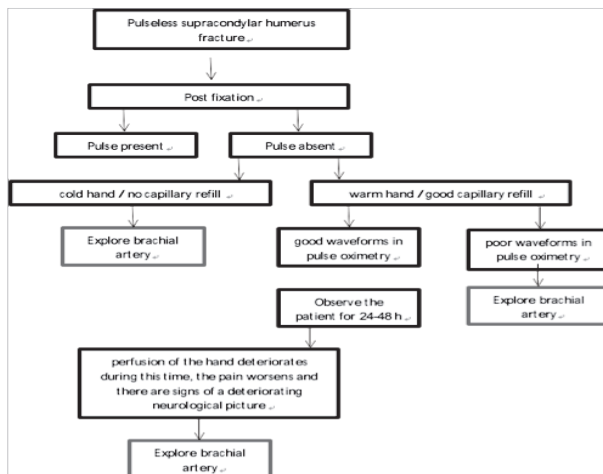 Pulseless supracondylar humerus
fracture
Post fixation
Pulse present
Pulse absent
cold hand / no capillary refill
warm hand / good capillary refill
Explore brachial
artery
good waveforms in
pulse oximetry
poor waveforms in
pulse oximetry
Observe the
patient for 24-48 h
Explore brachial
artery
perfusion of the hand deteriorates
during this time, the pain worsens and
there are signs of a deteriorating
neurological picture
Explore brachial
artery